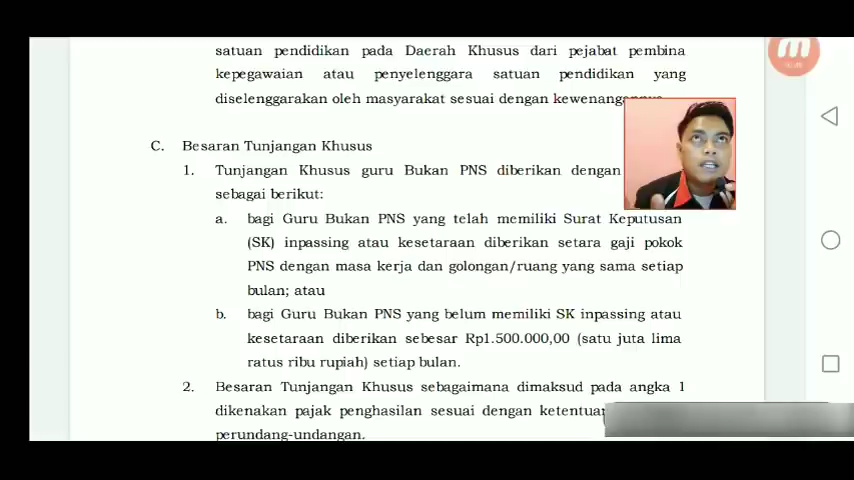 satuan pendidikan pada Daerah Khusus dari pejabat pembina
kepegawaian atau penyelenggara satuan pendidikan yang
diselenggarakan oleh masyarakat sesuai dengan kewenangannya.
C. Besaran Tunjangan Khusus
1. Tunjangan Khusus guru Bukan PNS diberikan dengan
sebagai berikut:
a. bagi Guru Bukan PNS yang telah memiliki Surat Keputusan
(SK) inpassing atau kesetaraan diberikan setara gaji pokok
PNS dengan masa kerja dan golongan/ruang yang sama setiap
bulan; atau
b. bagi Guru Bukan PNS yang belum memiliki SK inpassing atau
kesetaraan diberikan sebesar Rp1.500.000,00 (satu juta lima
ratus ribu rupiah) setiap bulan.
2. Besaran Tunjangan Khusus sebagaimana dimaksud pada angka 1
dikenakan pajak penghasilan sesuai dengan ketentuan
perundang-undangan.